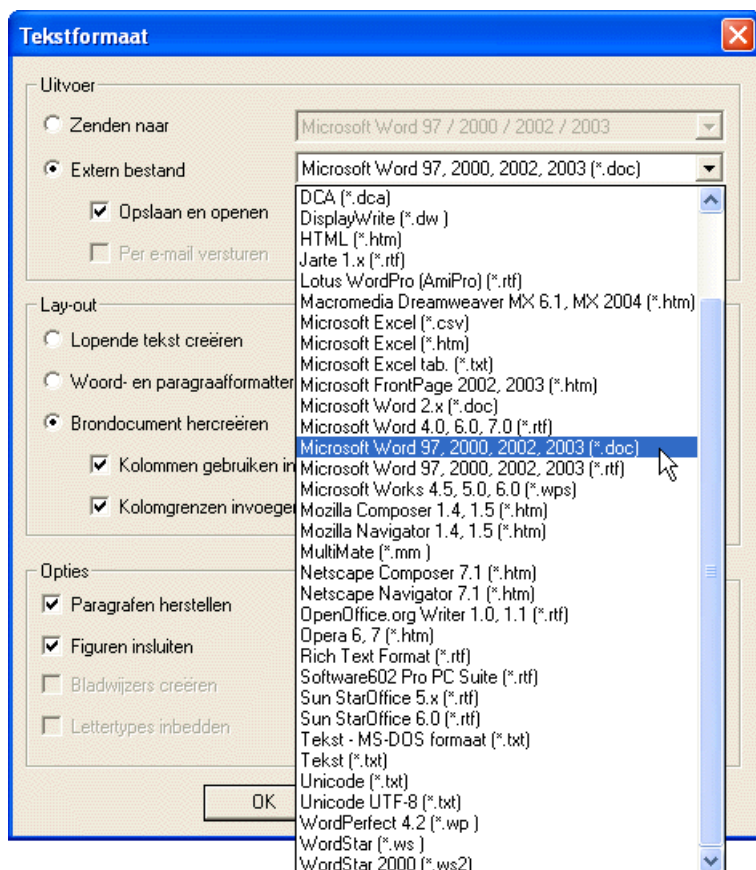 Tekstformaat
Uitvoer
Zenden naar
Microsoft Word 97 / 2000 / 2002 / 2003
Extern bestand
Microsoft Word 97, 2000, 2002, 2003 (*.doc)
Opslaan en openen
Per e-mail versturen
Lay-out
Lopende tekst creëren
Woord- en paragraafformatter
Brondocument hercreëren
Kolommen gebruiken in
Kolomgrenzen invoegen
Opties
Paragrafen herstellen
Figuren insluiten
Bladwijzers creëren
Lettertypes inbedden
OK
DCA (*.dca)
DisplayWrite (*.dw )
HTML (*.htm)
Jarte 1.x (*.rtf)
Lotus WordPro (AmiPro) (*.rtf)
Macromedia Dreamweaver MX 6.1, MX 2004 (*.htm)
Microsoft Excel (*.csv)
Microsoft Excel (*.htm)
Microsoft Excel tab. (*.txt)
Microsoft FrontPage 2002, 2003 (*.htm)
Microsoft Word 2.x (*.doc)
Microsoft Word 4.0, 6.0, 7.0 (*.rtf)
Microsoft Word 97, 2000, 2002, 2003 (*.doc)
Microsoft Word 97, 2000, 2002, 2003 (*.rtf)
Microsoft Works 4.5, 5.0, 6.0 (*.wps)
Mozilla Composer 1.4, 1.5 (*.htm)
Mozilla Navigator 1.4, 1.5 (*.htm)
MultiMate (*.mm )
Netscape Composer 7.1 (*.htm)
Netscape Navigator 7.1 (*.htm)
OpenOffice.org Writer 1.0, 1.1 (*.rtf)
Opera 6, 7 (*.htm)
Rich Text Format (*.rtf)
Software602 Pro PC Suite (*.rtf)
Sun StarOffice 5.x (*.rtf)
Sun StarOffice 6.0 (*.rtf)
Tekst - MS-DOS formaat (*.txt)
Tekst (*.txt)
Unicode (*.txt)
Unicode UTF-8 (*.txt)
WordPerfect 4.2 (*.wp )
WordStar (*.ws )
WordStar 2000 (*.ws2)